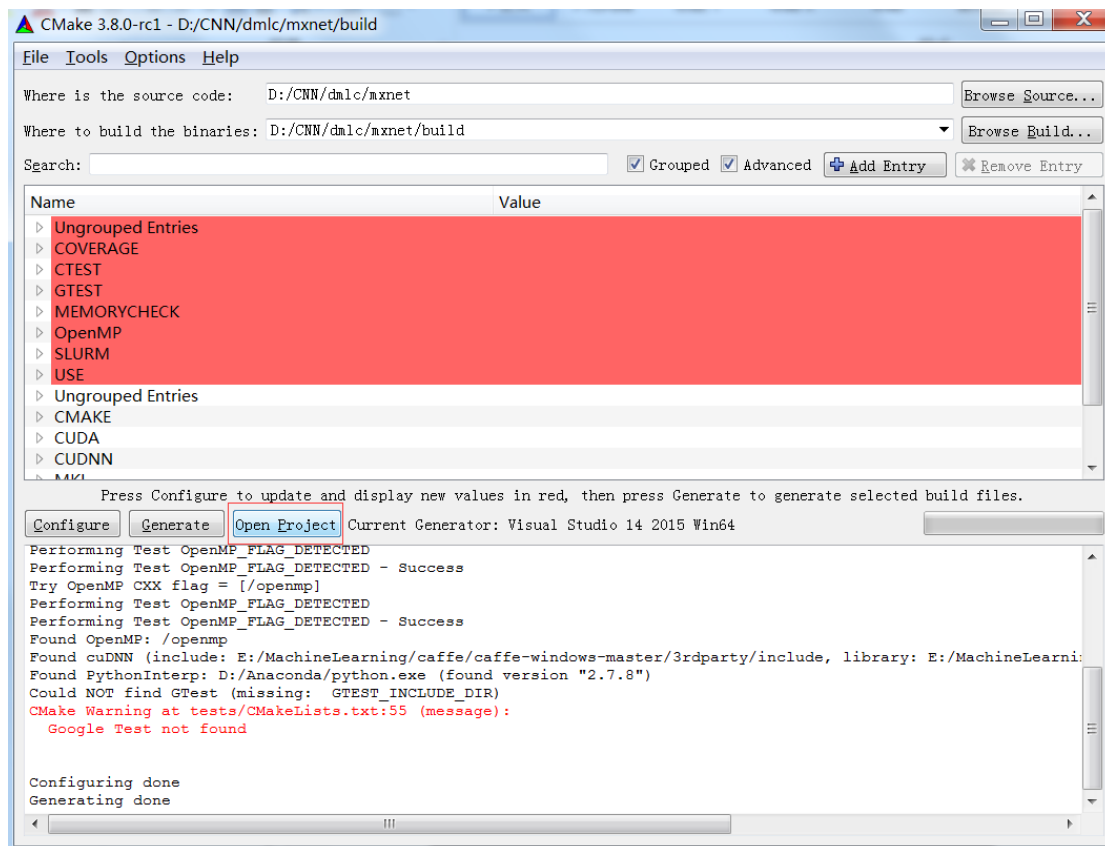 CMake 3.8.0-rc1 - D:/CNN/dmlc/mxnet/build
File Tools Options Help
Where is the source code: D:/CNN/dmlc/mxnet Browse Source...
Where to build the binaries: D:/CNN/dmlc/mxnet/build Browse Build...
Search: Grouped Advanced Add Entry Remove Entry
Name Value
Ungrouped Entries
COVERAGE
CTEST
GTEST
MEMORYCHECK
OpenMP
SLURM
USE
Ungrouped Entries
CMAKE
CUDA
CUDNN
MKL
Press Configure to update and display new values in red, then press Generate to generate selected build files.
Configure Generate Open Project Current Generator: Visual Studio 14 2015 Win64
Performing Test OpenMP_FLAG_DETECTED
Performing Test OpenMP_FLAG_DETECTED - Success
Try OpenMP CXX flag = [/openmp]
Performing Test OpenMP_FLAG_DETECTED
Performing Test OpenMP_FLAG_DETECTED - Success
Found OpenMP: /openmp
Found cuDNN (include: E:/MachineLearning/caffe/caffe-windows-master/3rdparty/include, library: E:/MachineLearni
Found PythonInterp: D:/Anaconda/python.exe (found version "2.7.8")
Could NOT find GTest (missing: GTEST_INCLUDE_DIR)
CMake Warning at tests/CMakeLists.txt:55 (message):
Google Test not found
Configuring done
Generating done